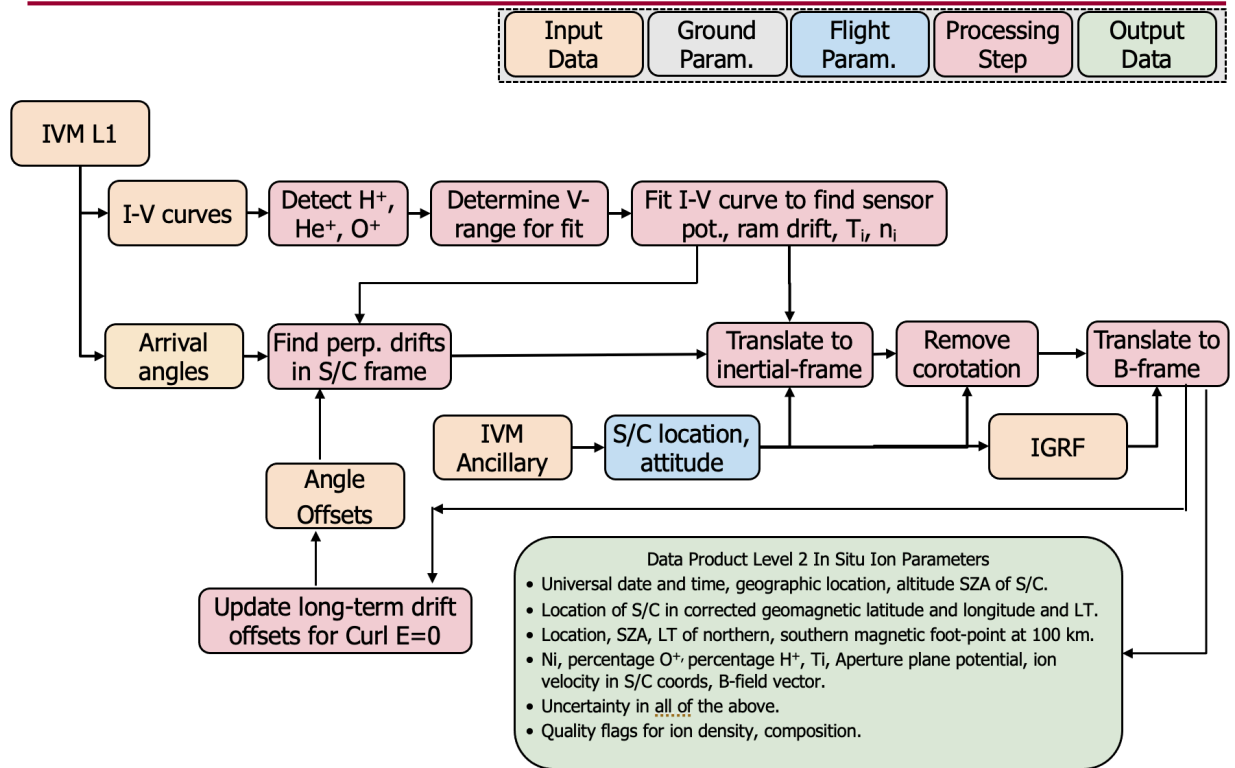 Input
Data
Ground
Param.
Flight
Param.
Processing
Step
Output
Data
IVM L1
I-V curves
Detect H⁺,
He⁺, O⁺
Determine V-
range for fit
Fit I-V curve to find sensor
pot., ram drift, Tᵢ, nᵢ
Arrival
angles
Find perp. drifts
in S/C frame
Translate to
inertial-frame
Remove
corotation
Translate to
B-frame
IVM
Ancillary
S/C location,
attitude
IGRF
Angle
Offsets
Update long-term drift
offsets for Curl E=0
Data Product Level 2 In Situ Ion Parameters
• Universal date and time, geographic location, altitude SZA of S/C.
• Location of S/C in corrected geomagnetic latitude and longitude and LT.
• Location, SZA, LT of northern, southern magnetic foot-point at 100 km.
• Ni, percentage O⁺, percentage H⁺, Ti, Aperture plane potential, ion
velocity in S/C coords, B-field vector.
• Uncertainty in all of the above.
• Quality flags for ion density, composition.